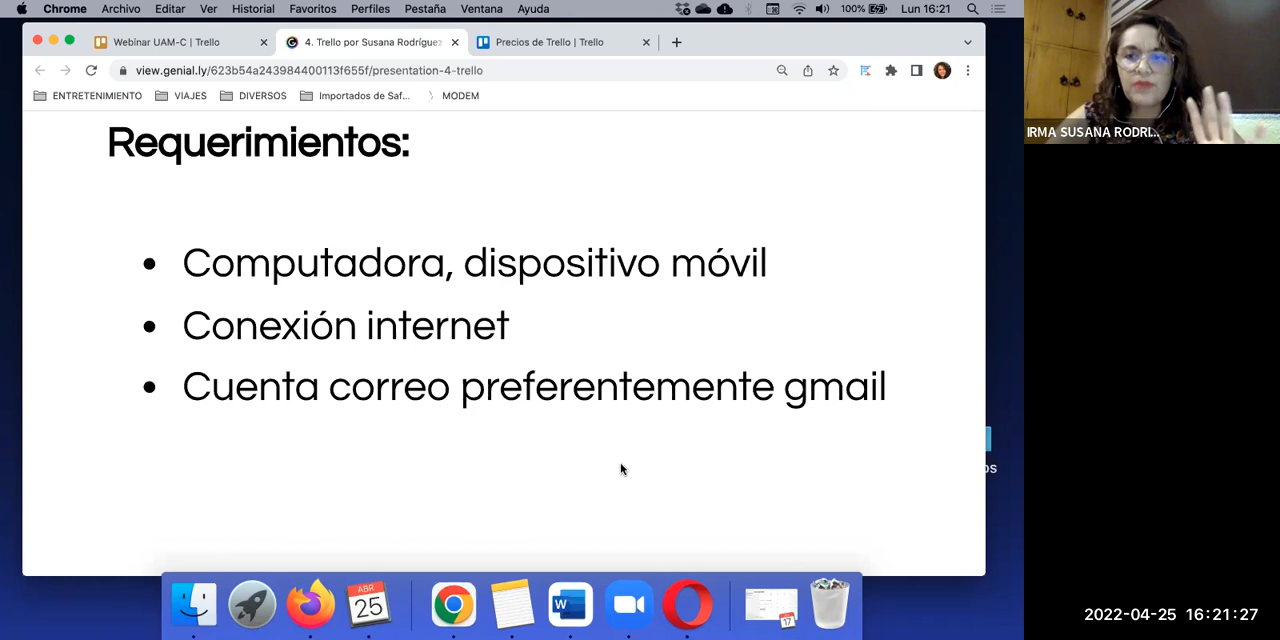 Chrome Archivo Editar Ver Historial Favoritos Perfiles Pestaña Ventana Ayuda 100% Lun 16:21
Webinar UAM-C | Trello
4. Trello por Susana Rodríguez
Precios de Trello | Trello
view.genial.ly/623b54a243984400113f655f/presentation-4-trello
ENTRETENIMIENTO VIAJES DIVERSOS Importados de Saf... MODEM
IRMA SUSANA RODRI...
Requerimientos:
• Computadora, dispositivo móvil
• Conexión internet
• Cuenta correo preferentemente gmail
os
ABR
25
W
17
2022-04-25 16:21:27